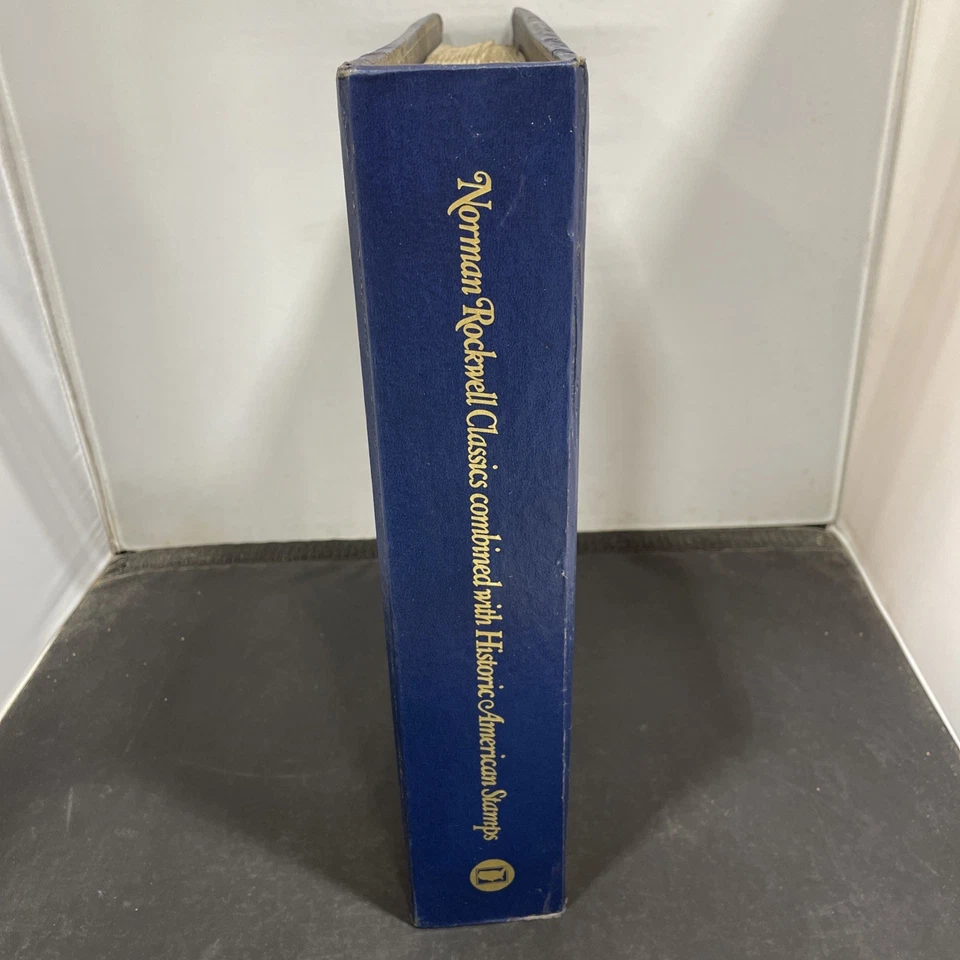 Norman Rockwell Classics combined with Historic American Stamps